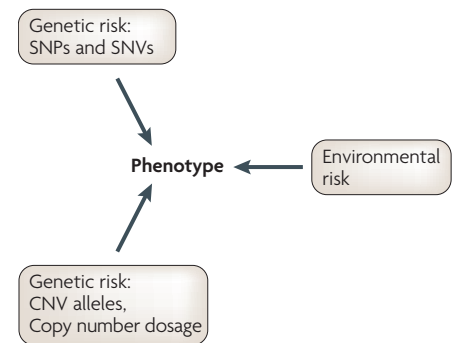 Genetic risk:
SNPs and SNVs
Phenotype
Environmental
risk
Genetic risk:
CNV alleles,
Copy number dosage